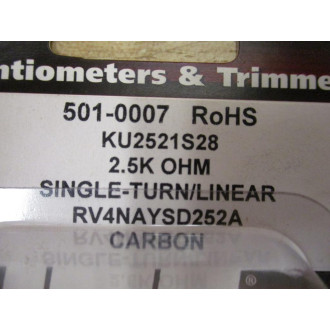 ntiometers & Trimme
501-0007 RoHS
KU2521S28
2.5K OHM
SINGLE-TURN/LINEAR
RV4NAYSD252A
CARBON